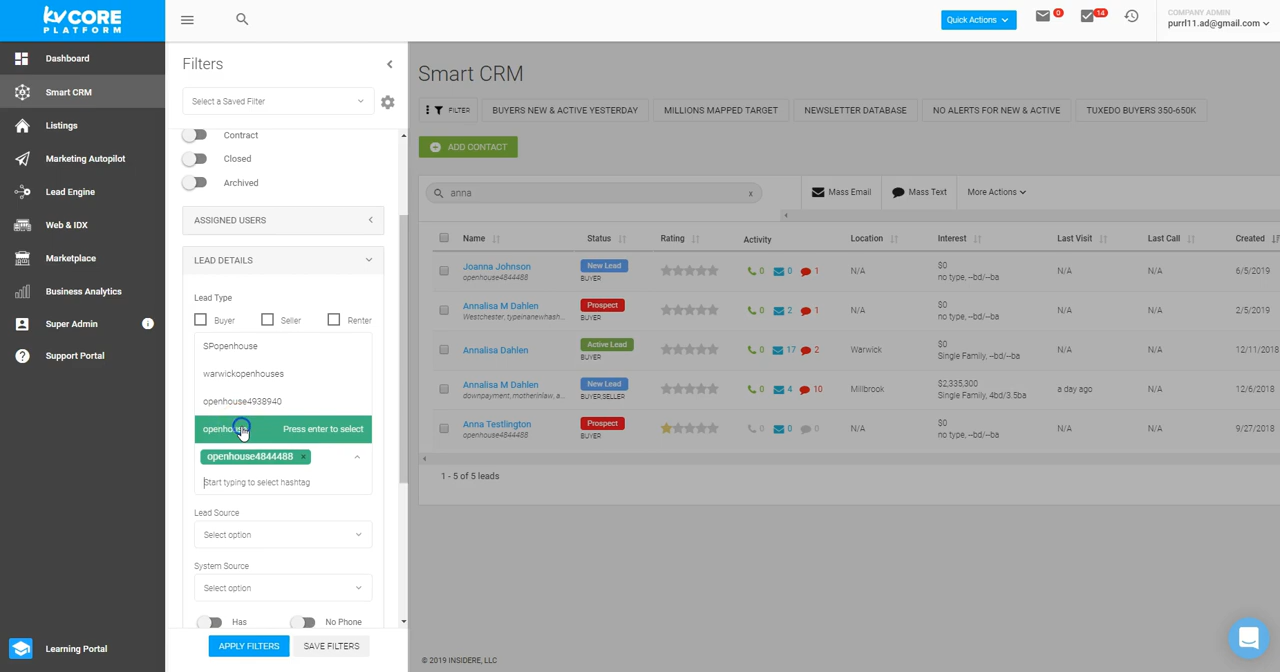 kvCORE
PLATFORM
Quick Actions
0
14
COMPANY ADMIN
purrl11.ad@gmail.com
Dashboard
Smart CRM
Listings
Marketing Autopilot
Lead Engine
Web & IDX
Marketplace
Business Analytics
Super Admin
Support Portal
Learning Portal
Filters
Select a Saved Filter
Contract
Closed
Archived
ASSIGNED USERS
LEAD DETAILS
Lead Type
Buyer Seller Renter
SPopenhouse
warwickopenhouses
openhouse4938940
Press enter to select
openhouse4844488 ×
Start typing to select hashtag
Lead Source
Select option
System Source
Select option
Has No Phone
APPLY FILTERS SAVE FILTERS
Smart CRM
FILTER BUYERS NEW & ACTIVE YESTERDAY MILLIONS MAPPED TARGET NEWSLETTER DATABASE NO ALERTS FOR NEW & ACTIVE TUXEDO BUYERS 350-650K
ADD CONTACT
anna x Mass Email Mass Text More Actions
Name Status Rating Activity Location Interest Last Visit Last Call Created
Joanna Johnson New Lead 0 0 1 N/A $0 N/A N/A 6/5/2019
openhouse4844488 BUYER no type, --bd/--ba
Annalisa M Dahlen Prospect 0 2 1 N/A $0 N/A N/A 2/5/2019
Westchester, typeinanewhash... BUYER no type, --bd/--ba
Annalisa Dahlen Active Lead 0 17 2 Warwick $0 N/A N/A 12/11/2018
BUYER Single Family, --bd/--ba
Annalisa M Dahlen New Lead 0 4 10 Millbrook $2,335,300 a day ago N/A 12/6/2018
downpayment, motherinlaw, a... BUYER,SELLER Single Family, 4bd/3.5ba
Anna Testlington Prospect 0 0 0 N/A $0 N/A N/A 9/27/2018
openhouse4844488 BUYER no type, --bd/--ba
1 - 5 of 5 leads
© 2019 INSIDERE, LLC